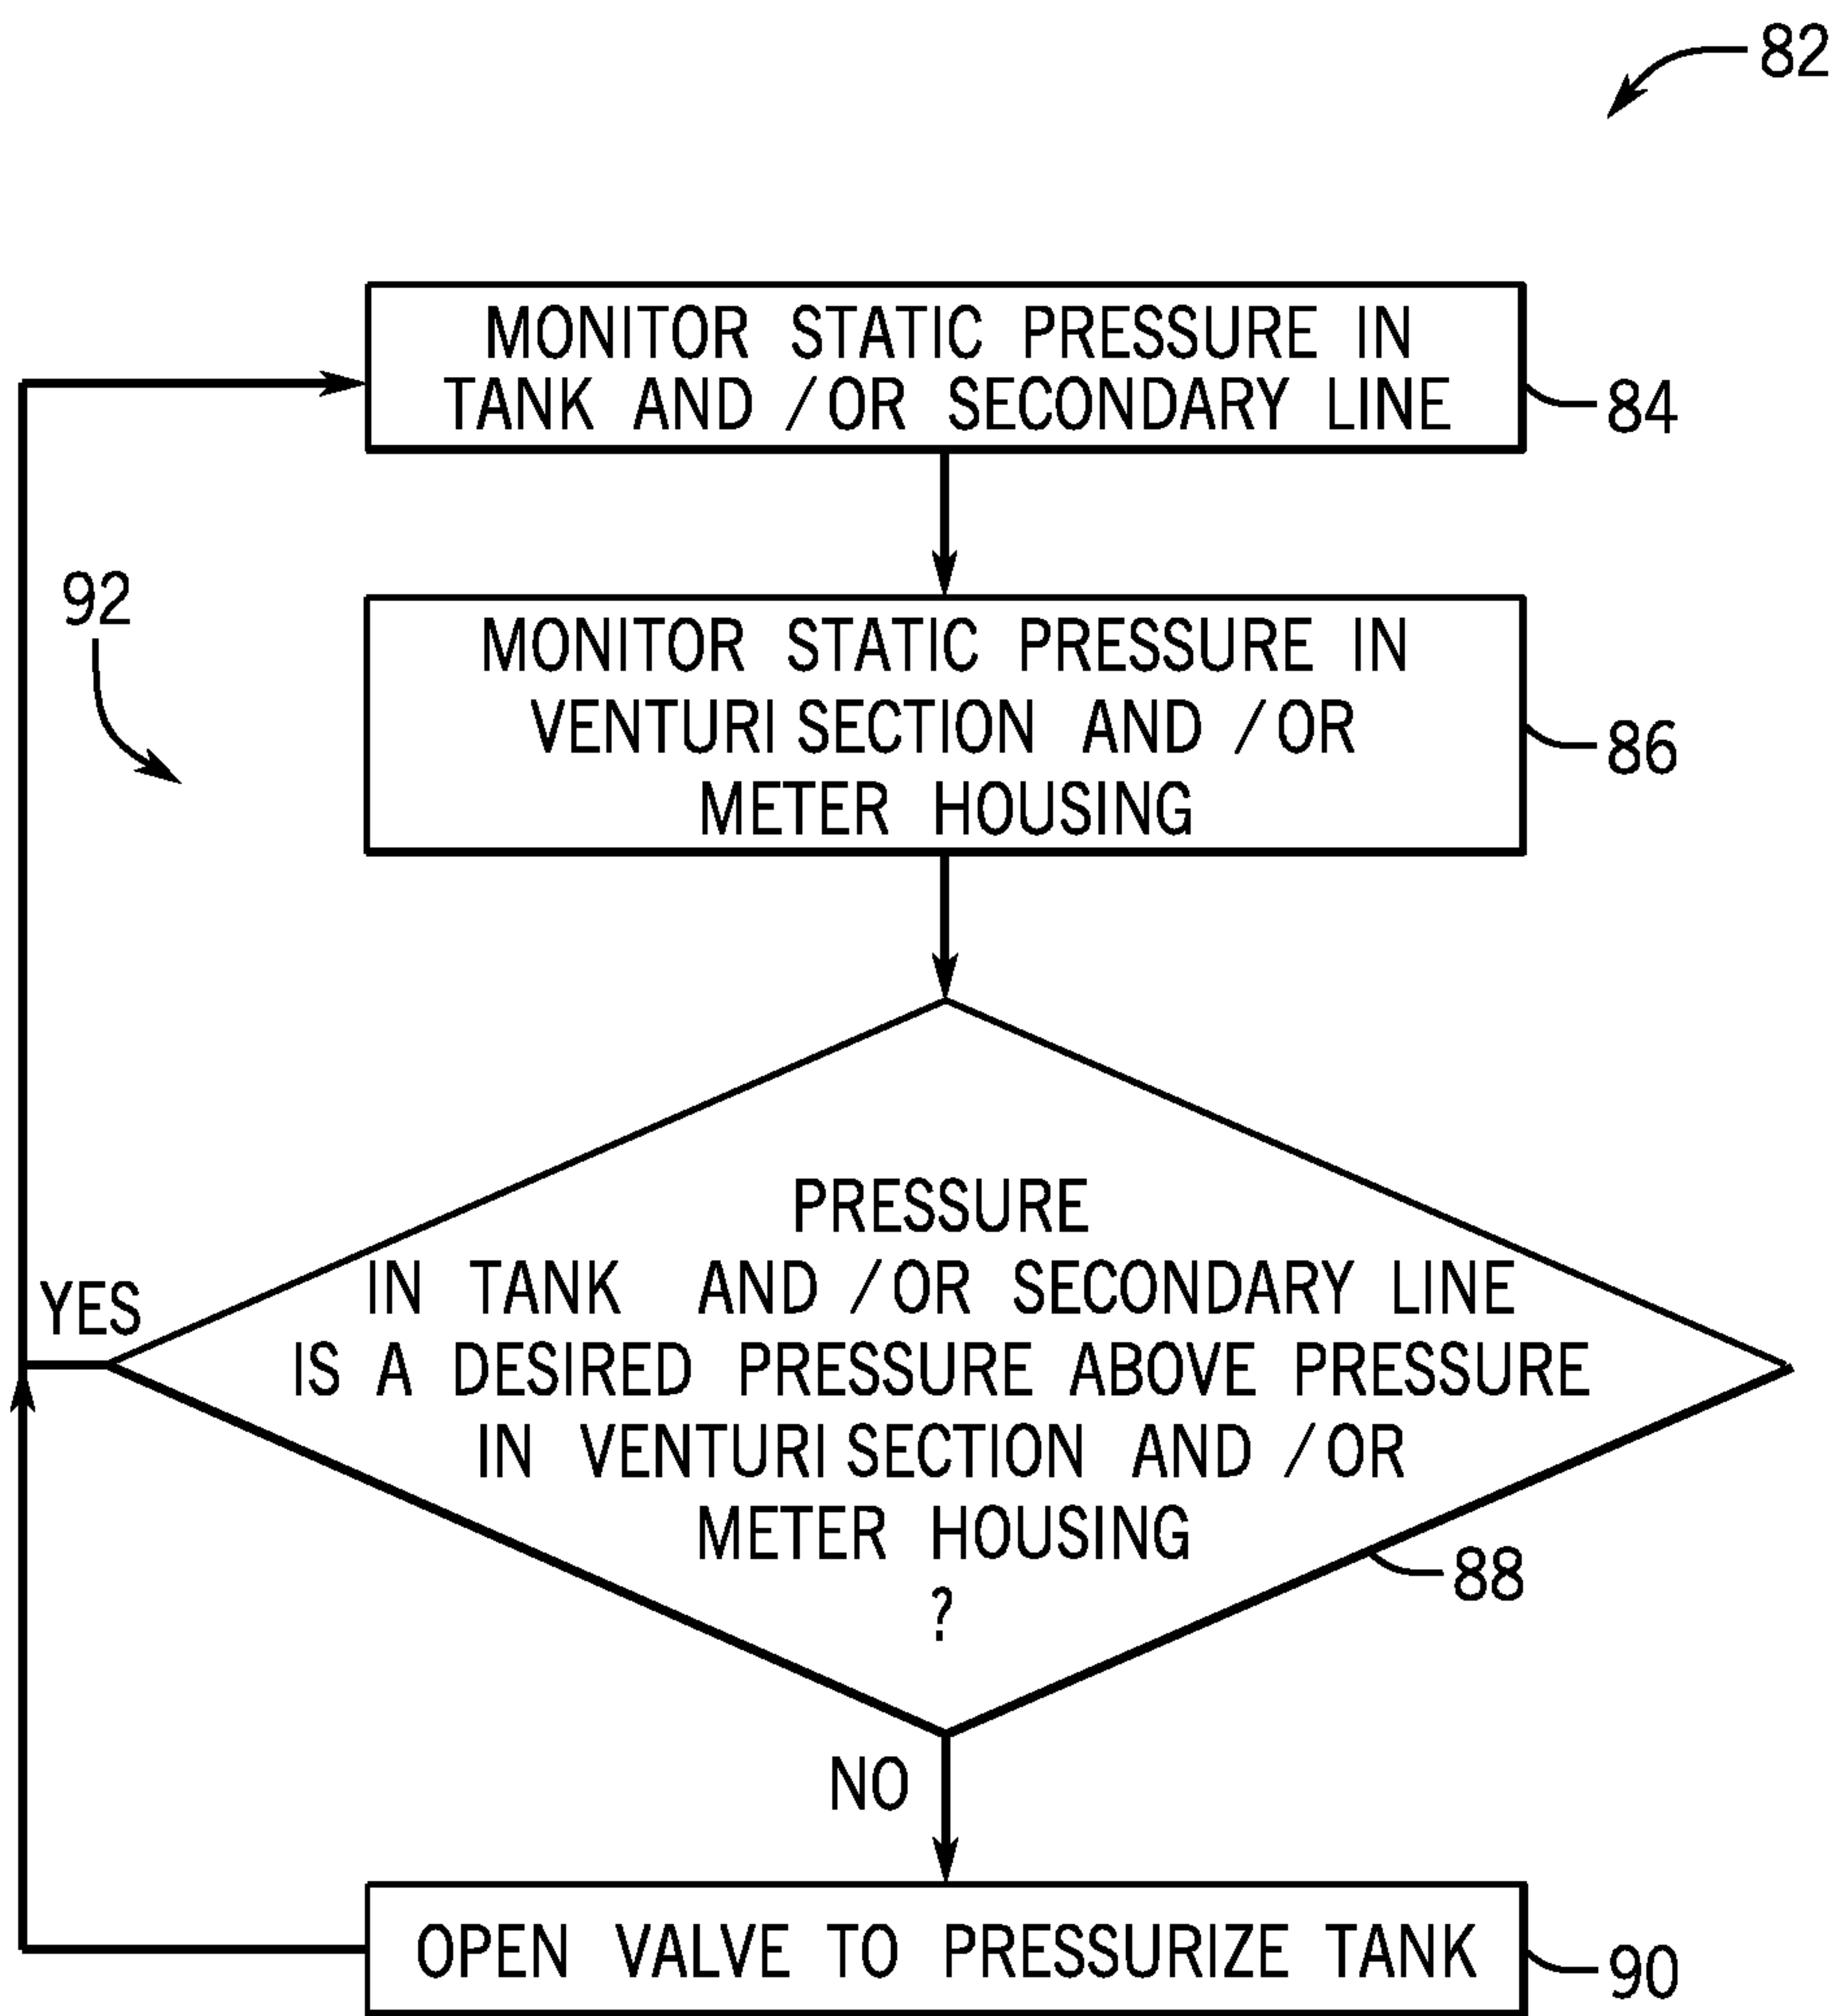 82
MONITOR STATIC PRESSURE IN
TANK AND /OR SECONDARY LINE
84
92
MONITOR STATIC PRESSURE IN
VENTURI SECTION AND /OR
METER HOUSING
86
PRESSURE
IN TANK AND /OR SECONDARY LINE
IS A DESIRED PRESSURE ABOVE PRESSURE
IN VENTURI SECTION AND /OR
METER HOUSING
?
YES
88
NO
OPEN VALVE TO PRESSURIZE TANK
90